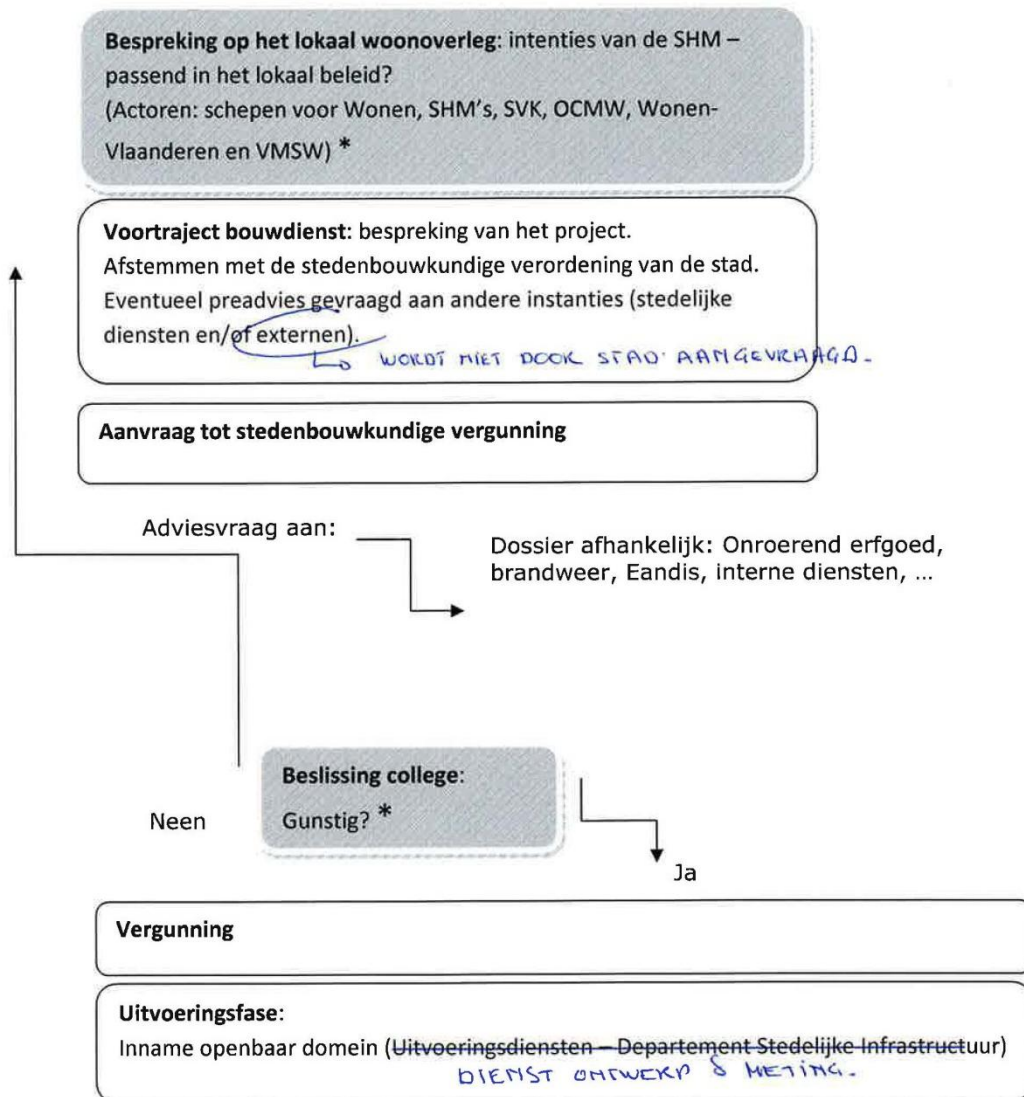 Bespreking op het lokaal woonoverleg: intenties van de SHM –
passend in het lokaal beleid?
(Actoren: schepen voor Wonen, SHM's, SVK, OCMW, Wonen-
Vlaanderen en VMSW) *
Voortraject bouwdienst: bespreking van het project.
Afstemmen met de stedenbouwkundige verordening van de stad.
Eventueel preadvies gevraagd aan andere instanties (stedelijke
diensten en/of externen).
WORDT NIET DOOR STAD AANGEVRAAGD.
Aanvraag tot stedenbouwkundige vergunning
Adviesvraag aan:
Dossier afhankelijk: Onroerend erfgoed,
brandweer, Eandis, interne diensten, ...
Beslissing college:
Neen
Gunstig? *
Ja
Vergunning
Uitvoeringsfase:
Inname openbaar domein (Uitvoeringsdiensten – Departement Stedelijke Infrastructuur)
DIENST ONTWERP & METING.